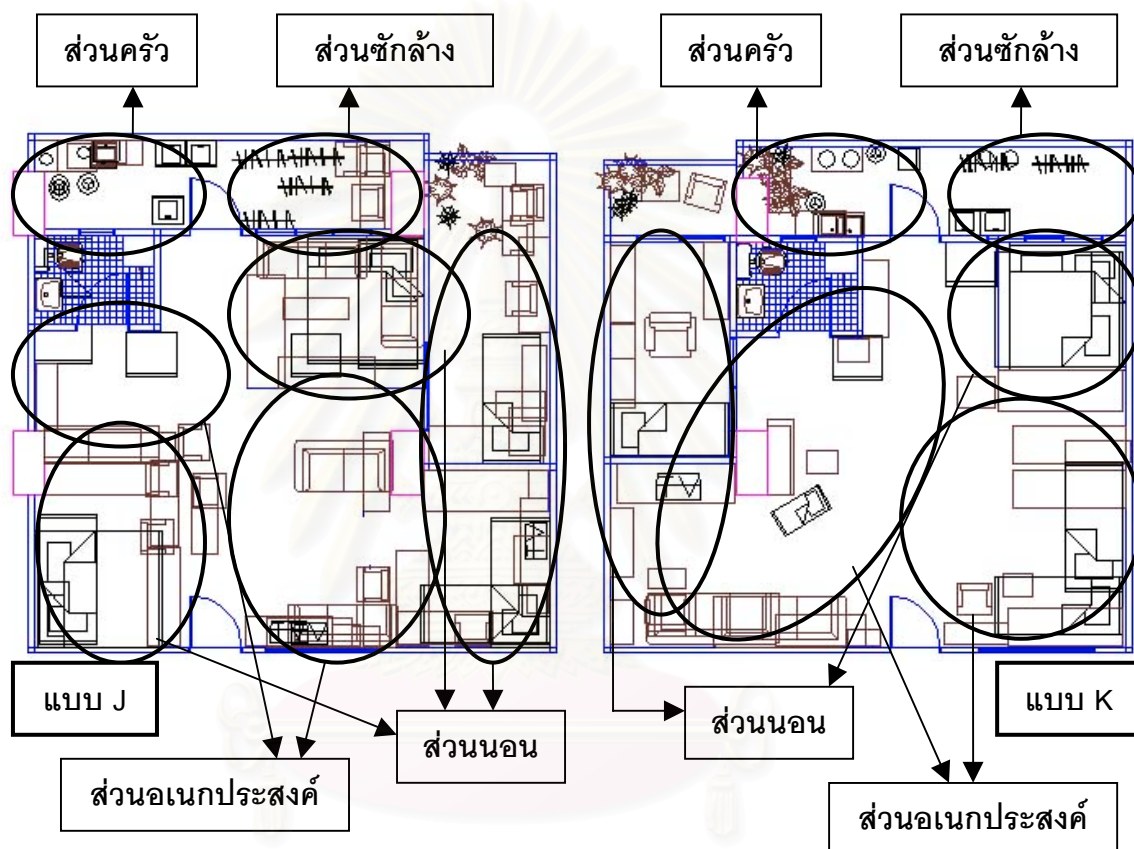 ส่วนครัว
ส่วนซักล้าง
ส่วนครัว
ส่วนซักล้าง
แบบ J
ส่วนนอน
ส่วนนอน
แบบ K
ส่วนอเนกประสงค์
ส่วนอเนกประสงค์